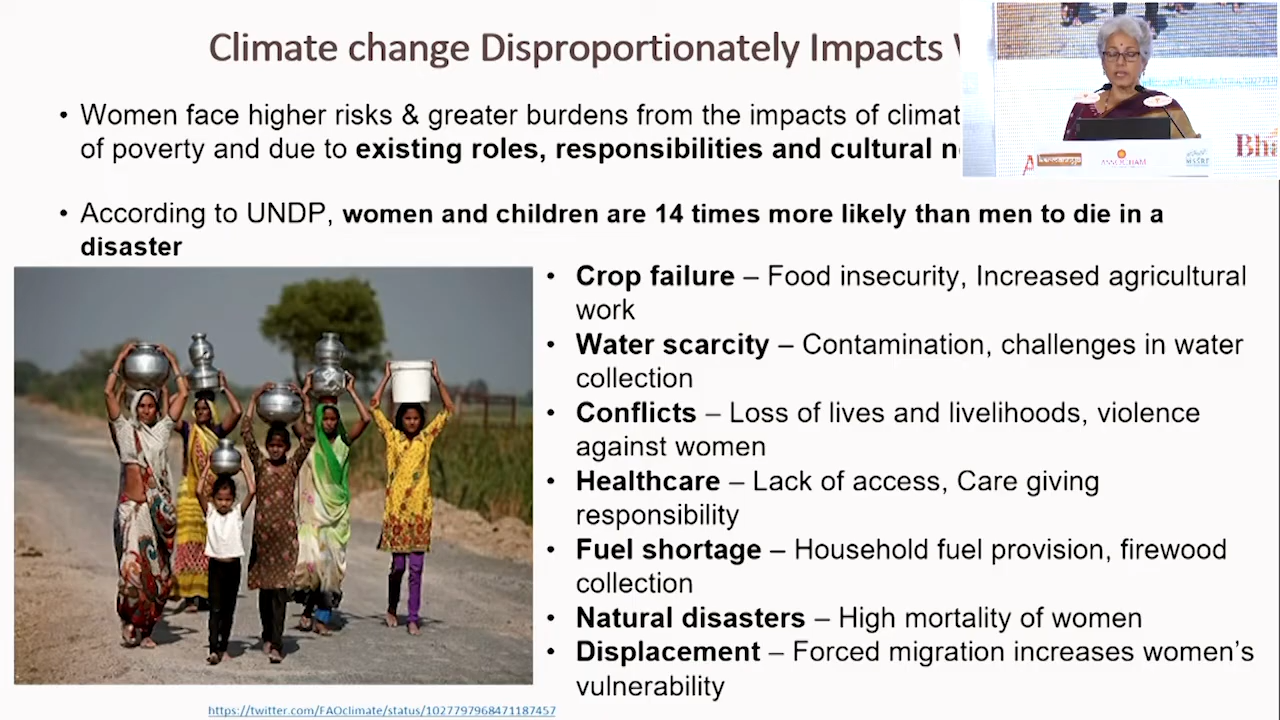 Climate change Disproportionately Impacts
• Women face higher risks & greater burdens from the impacts of climat
of poverty and due to existing roles, responsibilities and cultural n
• According to UNDP, women and children are 14 times more likely than men to die in a
disaster
• Crop failure – Food insecurity, Increased agricultural
work
• Water scarcity – Contamination, challenges in water
collection
• Conflicts – Loss of lives and livelihoods, violence
against women
• Healthcare – Lack of access, Care giving
responsibility
• Fuel shortage – Household fuel provision, firewood
collection
• Natural disasters – High mortality of women
• Displacement – Forced migration increases women's
vulnerability
https://twitter.com/FAOclimate/status/1027797968471187457
ASSOCHAM
MSSRF
Bha